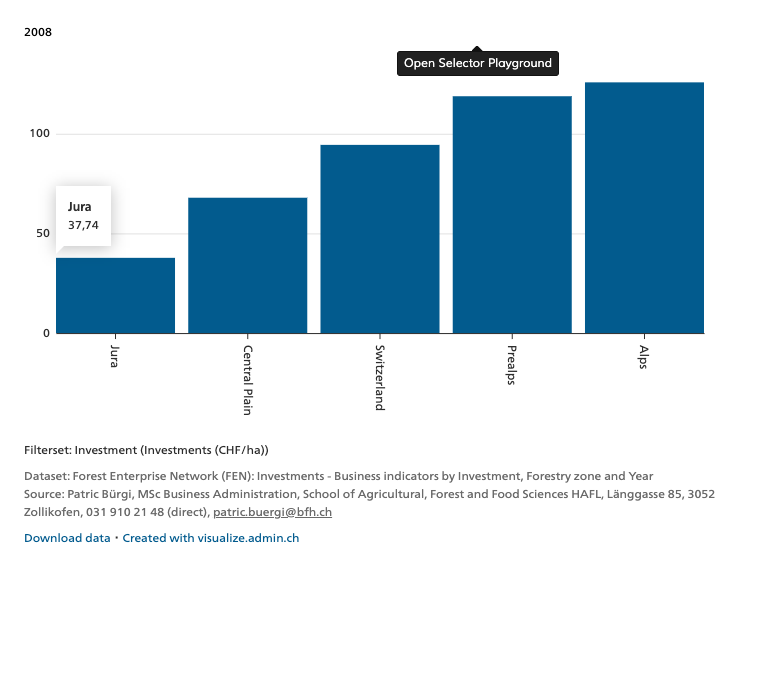 2008
Open Selector Playground
100
Jura
37,74
50
0
Jura
Central Plain
Switzerland
Prealps
Alps
Filterset: Investment (Investments (CHF/ha))
Dataset: Forest Enterprise Network (FEN): Investments - Business indicators by Investment, Forestry zone and Year
Source: Patric Bürgi, MSc Business Administration, School of Agricultural, Forest and Food Sciences HAFL, Länggasse 85, 3052
Zollikofen, 031 910 21 48 (direct), patric.buergi@bfh.ch
Download data • Created with visualize.admin.ch